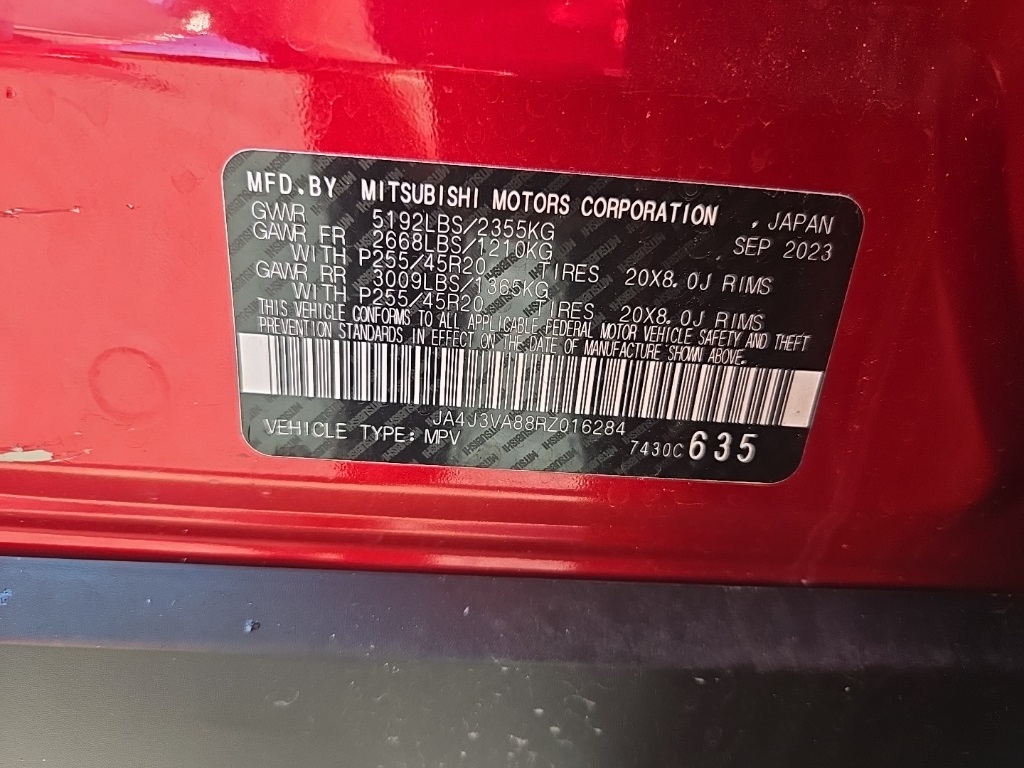 MFD.BY MITSUBISHI MOTORS CORPORATION , JAPAN
GVWR 5192LBS/2355KG SEP 2023
GAWR FR 2668LBS/1210KG
WITH P255/45R20 TIRES 20X8.0J RIMS
GAWR RR 3009LBS/1365KG
WITH P255/45R20 TIRES 20X8.0J RIMS
THIS VEHICLE CONFORMS TO ALL APPLICABLE FEDERAL MOTOR VEHICLE SAFETY AND THEFT
PREVENTION STANDARDS IN EFFECT ON THE DATE OF MANUFACTURE SHOWN ABOVE.
JA4J3VA88RZ016284
VEHICLE TYPE: MPV 7430C 635